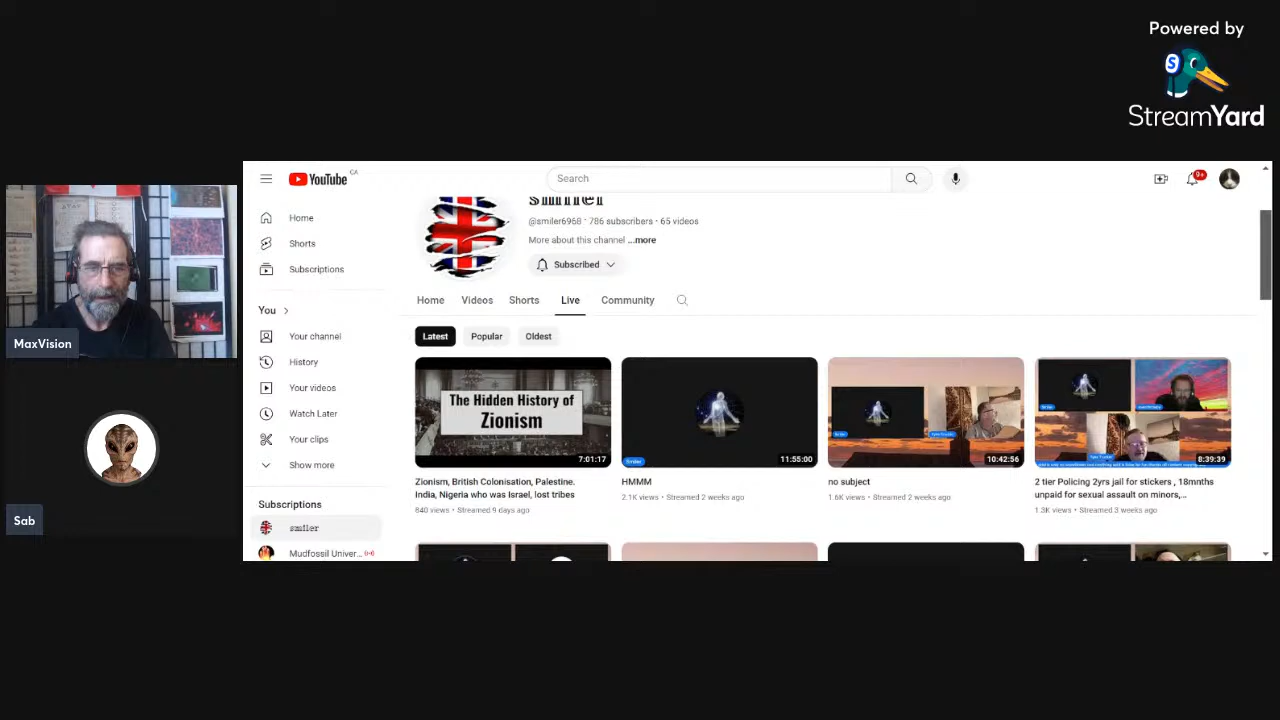 Powered by
StreamYard
MaxVision
Sab
YouTube CA
Search
9+
Home
Shorts
Subscriptions
You
Your channel
History
Your videos
Watch Later
Your clips
Show more
Subscriptions
smiler
Mudfossil Univer...
smiler
@smiler6968 · 786 subscribers · 65 videos
More about this channel ...more
Subscribed
Home
Videos
Shorts
Live
Community
Latest
Popular
Oldest
The Hidden History of
Zionism
7:01:17
Zionism, British Colonisation, Palestine.
India, Nigeria who was Israel, lost tribes
840 views • Streamed 9 days ago
11:55:00
HMMM
2.1K views • Streamed 2 weeks ago
10:42:56
no subject
1.6K views • Streamed 2 weeks ago
8:39:39
2 tier Policing 2yrs jail for stickers , 18mnths
unpaid for sexual assault on minors,...
1.3K views • Streamed 3 weeks ago